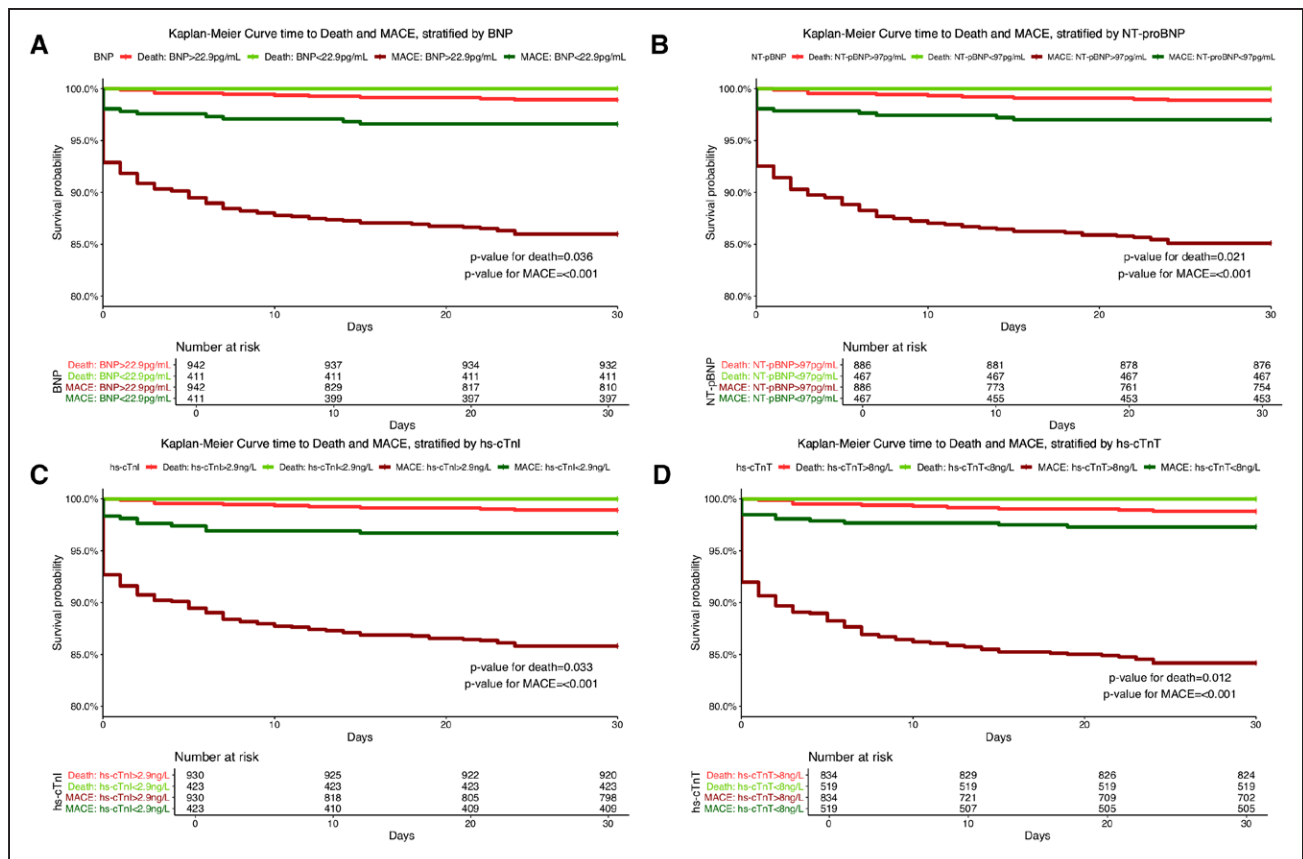 A
Kaplan-Meier Curve time to Death and MACE, stratified by BNP
BNP Death: BNP>22.9pg/mL Death: BNP<22.9pg/mL MACE: BNP>22.9pg/mL MACE: BNP<22.9pg/mL
100.0%
95.0%
90.0%
85.0%
80.0%
Survival probability
p-value for death=0.036
p-value for MACE=<0.001
0 10 20 30
Days
Number at risk
BNP
Death: BNP>22.9pg/mL 942 937 934 932
Death: BNP<22.9pg/mL 411 411 411 411
MACE: BNP>22.9pg/mL 942 829 817 810
MACE: BNP<22.9pg/mL 411 399 397 397
0 10 20 30
Days
B
Kaplan-Meier Curve time to Death and MACE, stratified by NT-proBNP
NT-pBNP Death: NT-pBNP>97pg/mL Death: NT-pBNP<97pg/mL MACE: NT-pBNP>97pg/mL MACE: NT-proBNP<97pg/mL
100.0%
95.0%
90.0%
85.0%
80.0%
Survival probability
p-value for death=0.021
p-value for MACE=<0.001
0 10 20 30
Days
Number at risk
NT-pBNP
Death: NT-pBNP>97pg/mL 886 881 878 876
Death: NT-pBNP<97pg/mL 467 467 467 467
MACE: NT-pBNP>97pg/mL 886 773 761 754
MACE: NT-pBNP<97pg/mL 467 455 453 453
0 10 20 30
Days
C
Kaplan-Meier Curve time to Death and MACE, stratified by hs-cTnI
hs-cTnI Death: hs-cTnI>2.9ng/L Death: hs-cTnI<2.9ng/L MACE: hs-cTnI>2.9ng/L MACE: hs-cTnI<2.9ng/L
100.0%
95.0%
90.0%
85.0%
80.0%
Survival probability
p-value for death=0.033
p-value for MACE=<0.001
0 10 20 30
Days
Number at risk
hs-cTnI
Death: hs-cTnI>2.9ng/L 930 925 922 920
Death: hs-cTnI<2.9ng/L 423 423 423 423
MACE: hs-cTnI>2.9ng/L 930 818 805 798
MACE: hs-cTnI<2.9ng/L 423 410 409 409
0 10 20 30
Days
D
Kaplan-Meier Curve time to Death and MACE, stratified by hs-cTnT
hs-cTnT Death: hs-cTnT>8ng/L Death: hs-cTnT<8ng/L MACE: hs-cTnT>8ng/L MACE: hs-cTnT<8ng/L
100.0%
95.0%
90.0%
85.0%
80.0%
Survival probability
p-value for death=0.012
p-value for MACE=<0.001
0 10 20 30
Days
Number at risk
hs-cTnT
Death: hs-cTnT>8ng/L 834 829 826 824
Death: hs-cTnT<8ng/L 519 519 519 519
MACE: hs-cTnT>8ng/L 834 721 709 702
MACE: hs-cTnT<8ng/L 519 507 505 505
0 10 20 30
Days